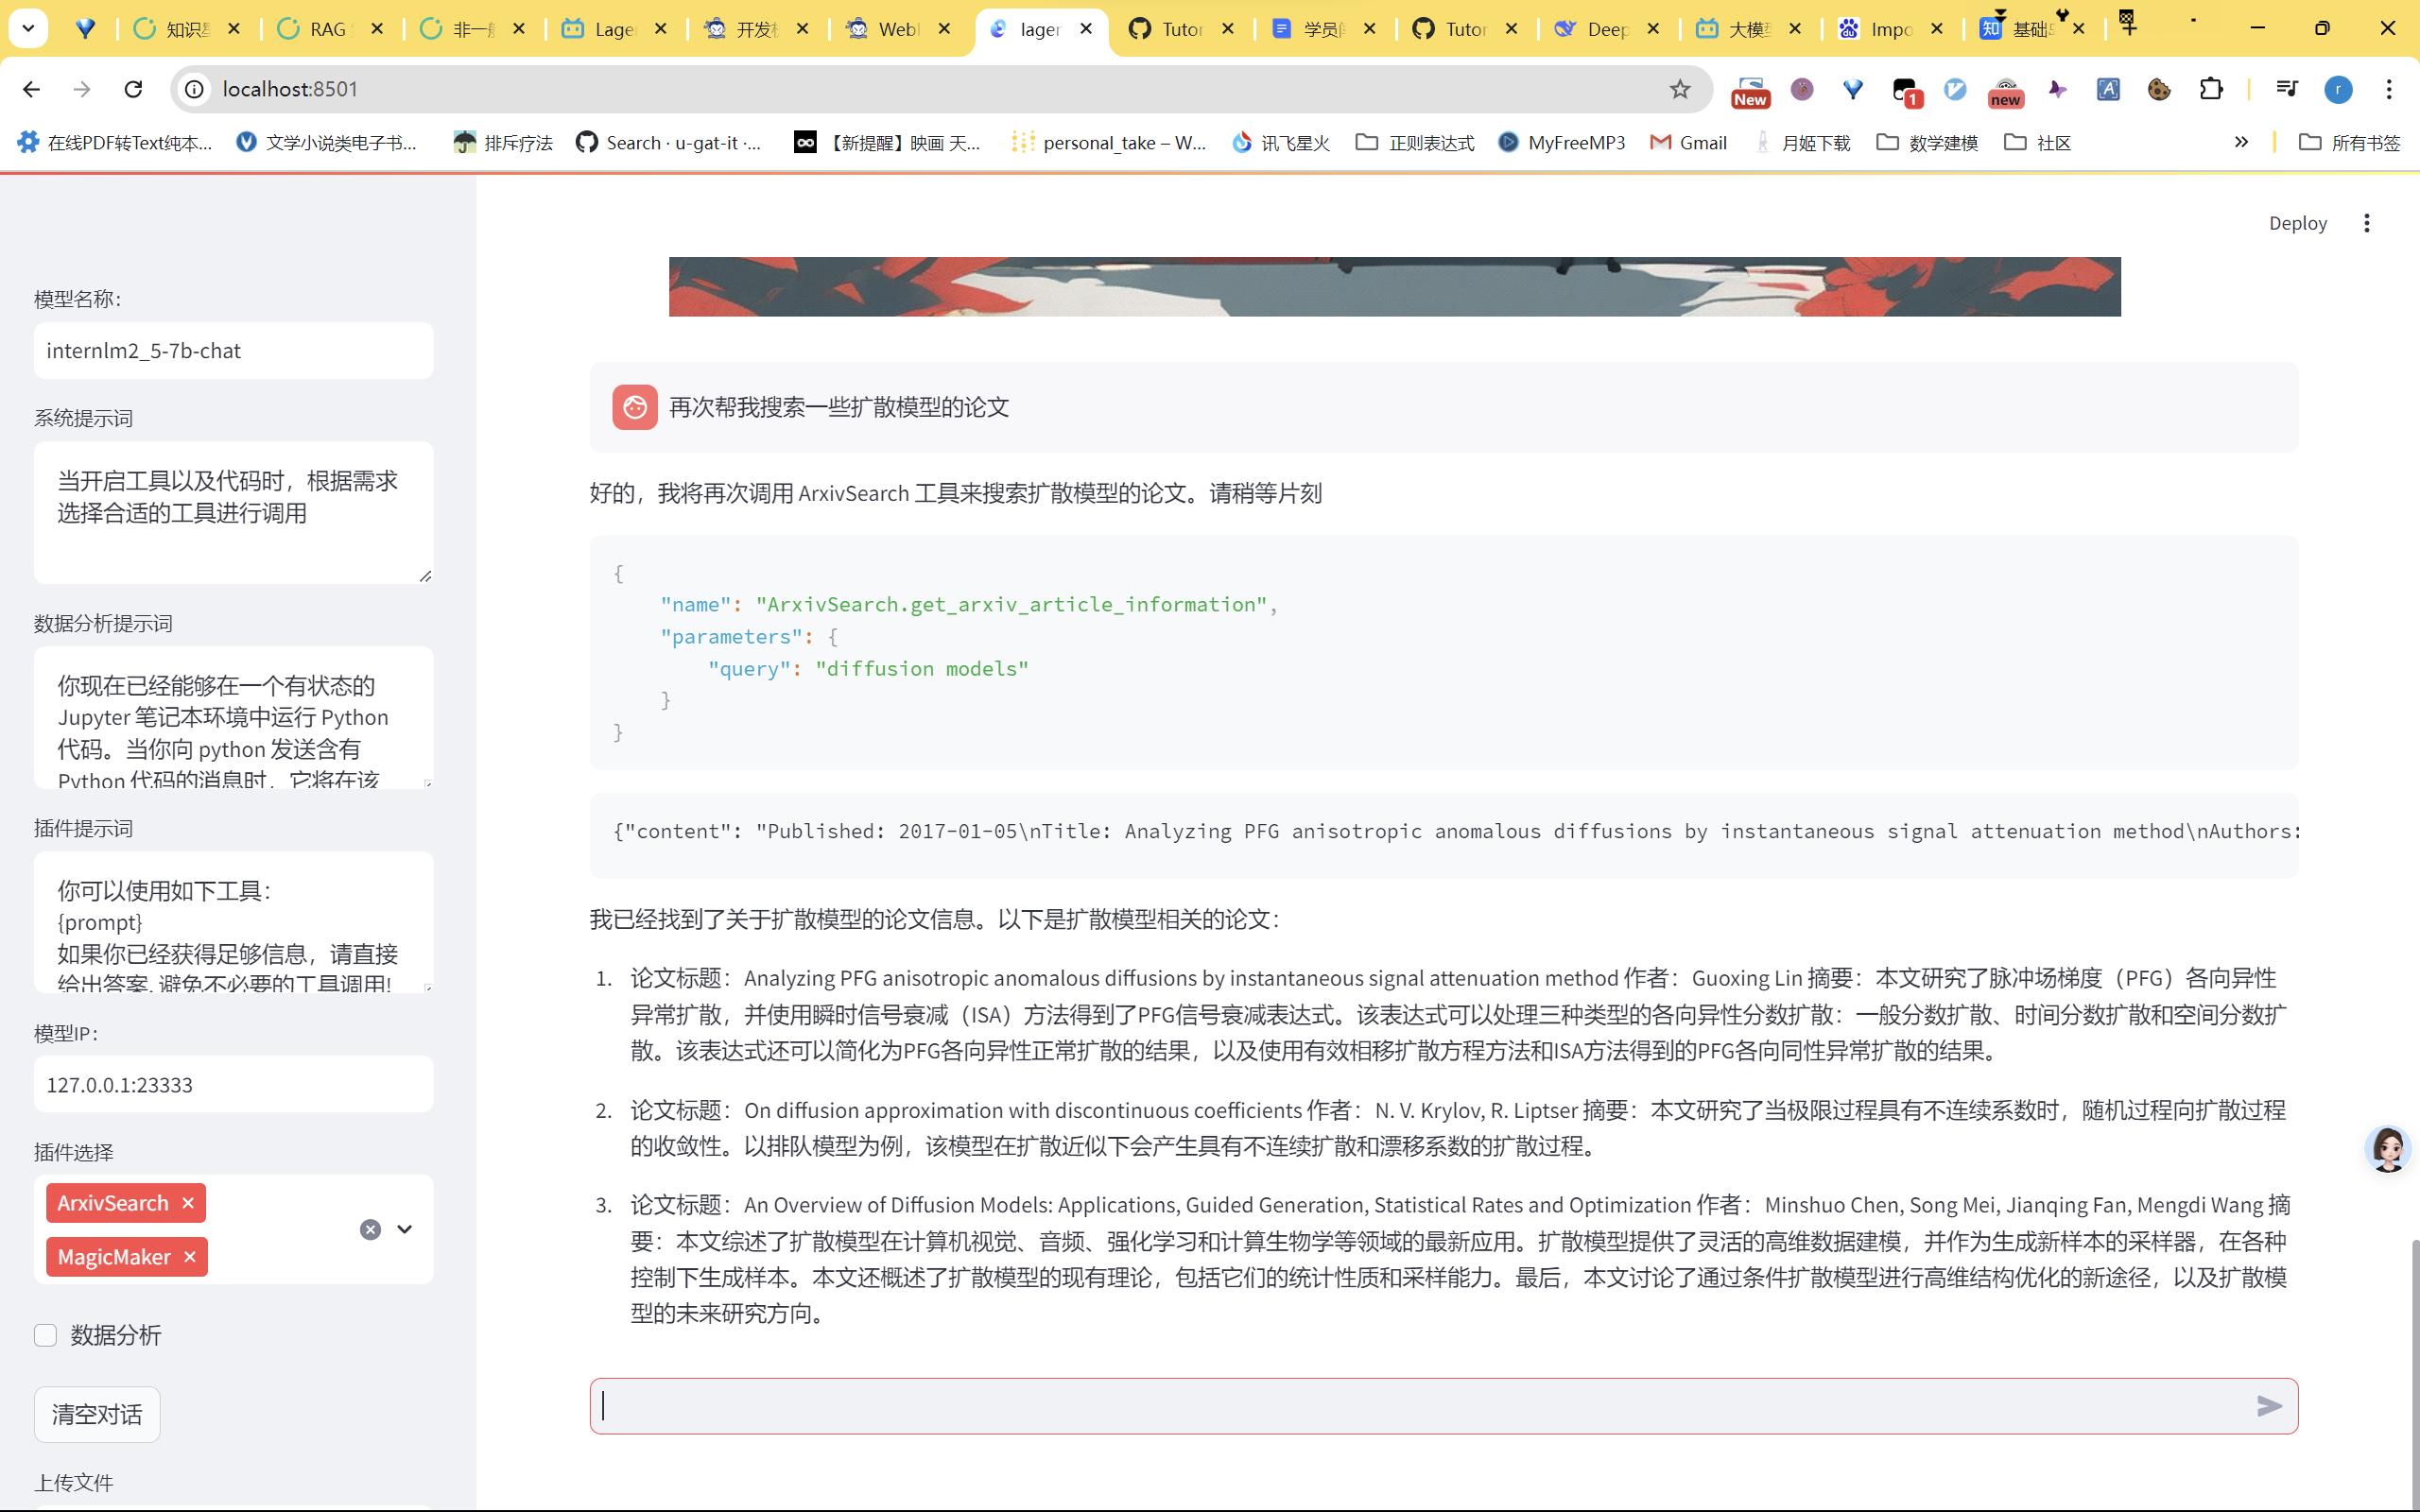 知识星 RAG 非一般 Lager 开发机 WebI lager Tutor 学员 Tutor Deep 大模型 Impo 基础
localhost:8501
New 1 new A r
在线PDF转Text纯本... 文学小说类电子书... 排斥疗法 Search · u-gat-it ·... 【新提醒】映画 天... personal_take – W... 讯飞星火 正则表达式 MyFreeMP3 Gmail 月姬下载 数学建模 社区 » 所有书签
Deploy
模型名称：
internlm2_5-7b-chat
系统提示词
当开启工具以及代码时，根据需求
选择合适的工具进行调用
数据分析提示词
你现在已经能够在一个有状态的
Jupyter 笔记本环境中运行 Python
代码。当你向 python 发送含有
Python 代码的消息时，它将在该
插件提示词
你可以使用如下工具：
{prompt}
如果你已经获得足够信息，请直接
给出答案. 避免不必要的工具调用!
模型IP：
127.0.0.1:23333
插件选择
ArxivSearch
MagicMaker
数据分析
清空对话
上传文件
再次帮我搜索一些扩散模型的论文
好的，我将再次调用 ArxivSearch 工具来搜索扩散模型的论文。请稍等片刻
{
"name": "ArxivSearch.get_arxiv_article_information",
"parameters": {
"query": "diffusion models"
}
}
{"content": "Published: 2017-01-05\nTitle: Analyzing PFG anisotropic anomalous diffusions by instantaneous signal attenuation method\nAuthors:
我已经找到了关于扩散模型的论文信息。以下是扩散模型相关的论文：
1. 论文标题：Analyzing PFG anisotropic anomalous diffusions by instantaneous signal attenuation method 作者：Guoxing Lin 摘要：本文研究了脉冲场梯度（PFG）各向异性
异常扩散，并使用瞬时信号衰减（ISA）方法得到了PFG信号衰减表达式。该表达式可以处理三种类型的各向异性分数扩散：一般分数扩散、时间分数扩散和空间分数扩
散。该表达式还可以简化为PFG各向异性正常扩散的结果，以及使用有效相移扩散方程方法和ISA方法得到的PFG各向同性异常扩散的结果。
2. 论文标题：On diffusion approximation with discontinuous coefficients 作者：N. V. Krylov, R. Liptser 摘要：本文研究了当极限过程具有不连续系数时，随机过程向扩散过程
的收敛性。以排队模型为例，该模型在扩散近似下会产生具有不连续扩散和漂移系数的扩散过程。
3. 论文标题：An Overview of Diffusion Models: Applications, Guided Generation, Statistical Rates and Optimization 作者：Minshuo Chen, Song Mei, Jianqing Fan, Mengdi Wang 摘
要：本文综述了扩散模型在计算机视觉、音频、强化学习和计算生物学等领域的最新应用。扩散模型提供了灵活的高维数据建模，并作为生成新样本的采样器，在各种
控制下生成样本。本文还概述了扩散模型的现有理论，包括它们的统计性质和采样能力。最后，本文讨论了通过条件扩散模型进行高维结构优化的新途径，以及扩散模
型的未来研究方向。